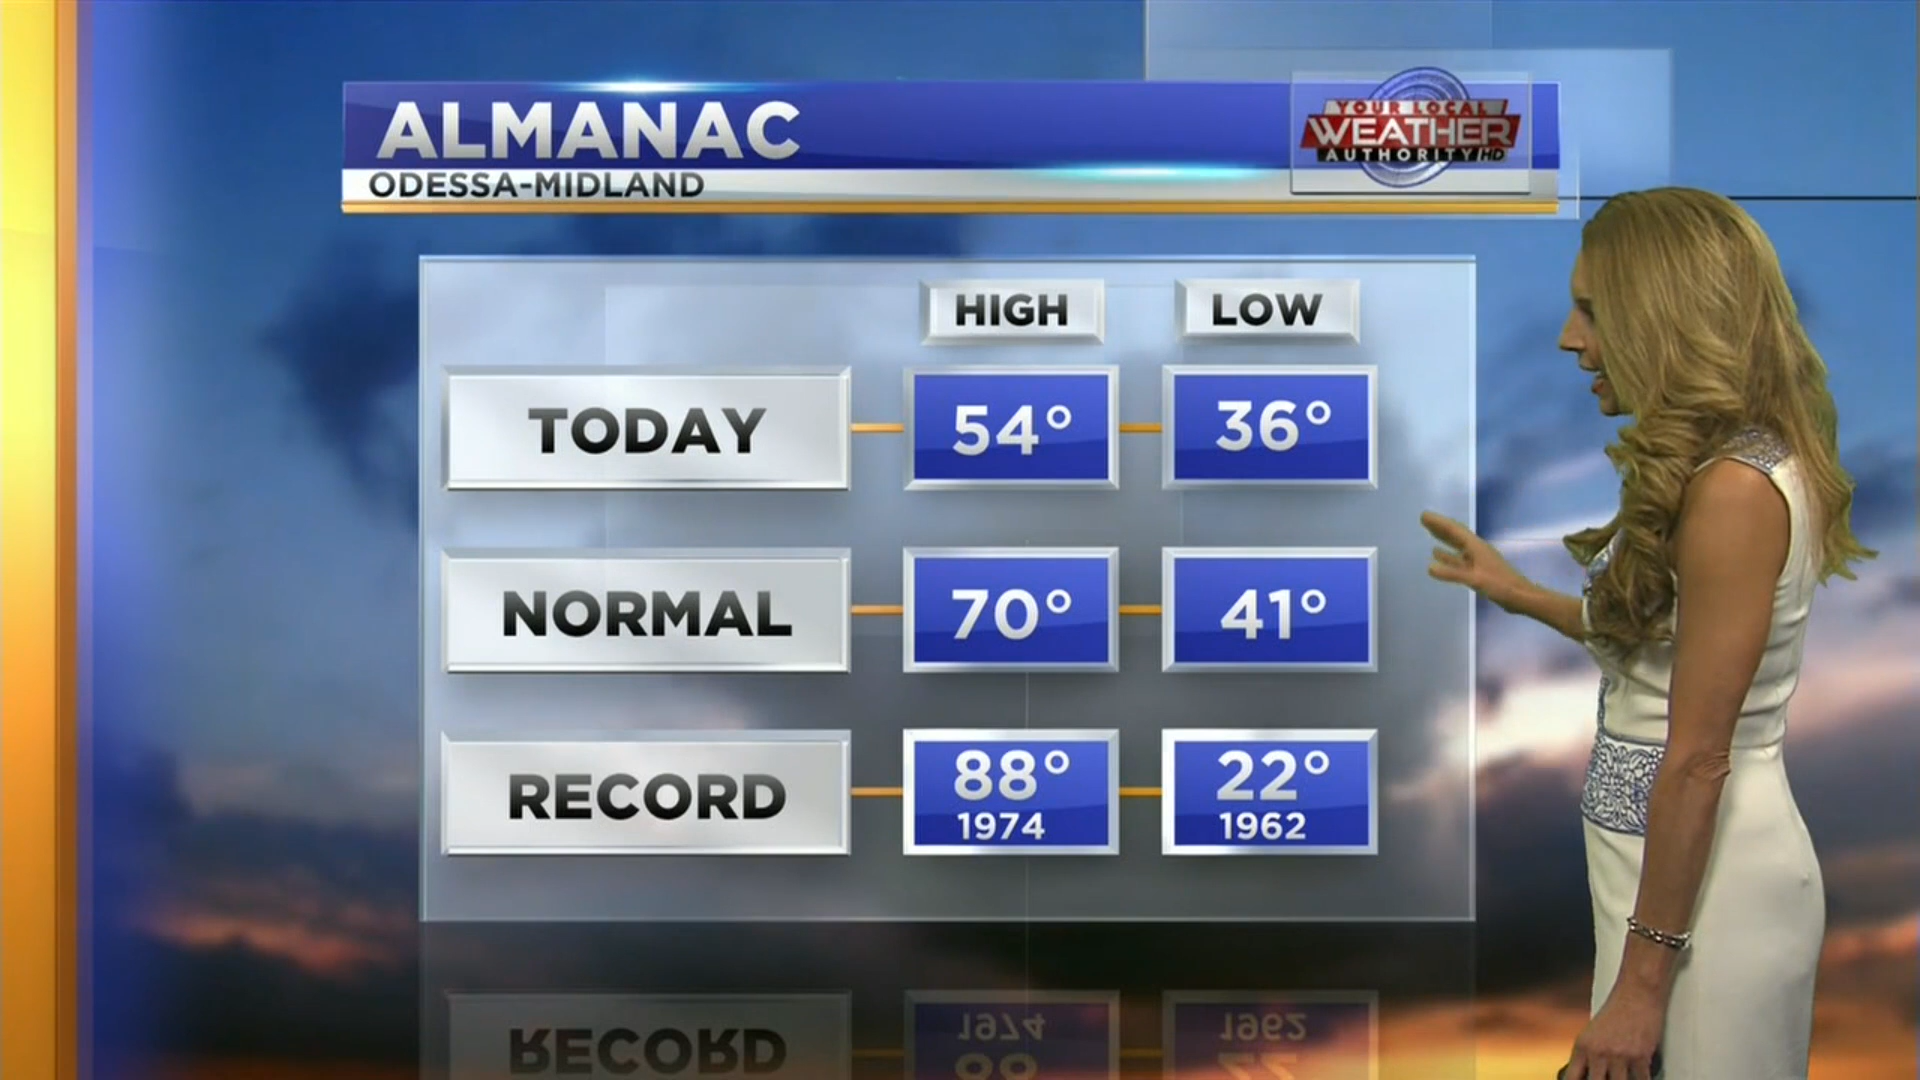 ALMANAC
ODESSA-MIDLAND
YOUR LOCAL
WEATHER
AUTHORITY/HD
HIGH LOW
TODAY 54° 36°
NORMAL 70° 41°
RECORD 88° 22°
1974 1962
RECORD 1974 1962